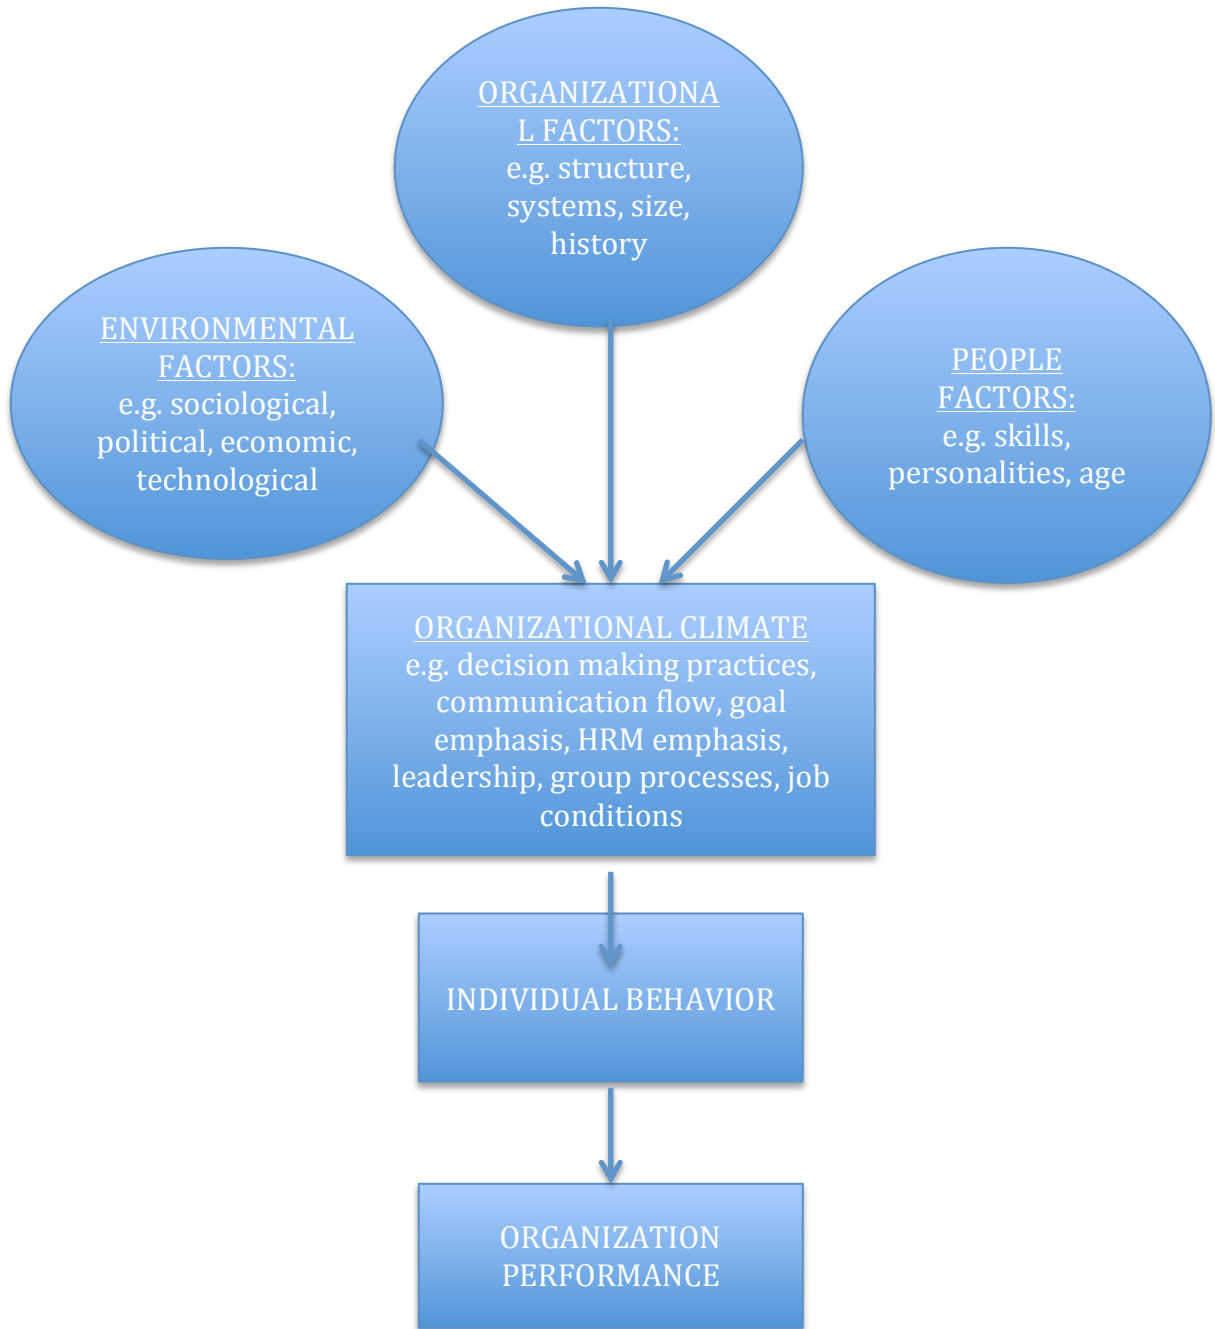 ORGANIZATIONA
L FACTORS:
e.g. structure,
systems, size,
history
ENVIRONMENTAL
FACTORS:
e.g. sociological,
political, economic,
technological
PEOPLE
FACTORS:
e.g. skills,
personalities, age
ORGANIZATIONAL CLIMATE
e.g. decision making practices,
communication flow, goal
emphasis, HRM emphasis,
leadership, group processes, job
conditions
INDIVIDUAL BEHAVIOR
ORGANIZATION
PERFORMANCE